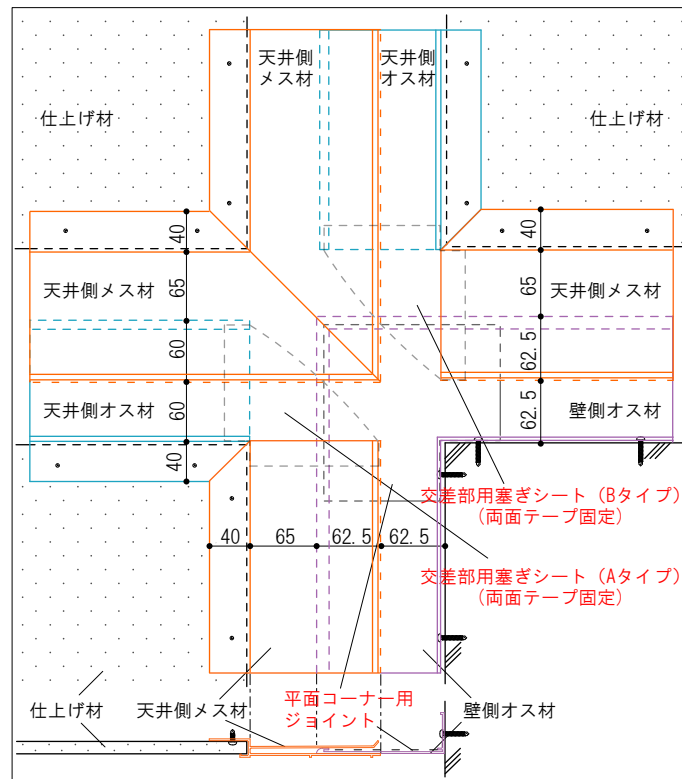 天井側
メス材
天井側
オス材
仕上げ材
仕上げ材
40
40
天井側メス材
65
65
天井側メス材
60
62.5
天井側オス材
60
62.5
壁側オス材
40
交差部用塞ぎシート（Bタイプ）
（両面テープ固定）
40
65
62.5
62.5
交差部用塞ぎシート（Aタイプ）
（両面テープ固定）
仕上げ材
天井側メス材
平面コーナー用
ジョイント
壁側オス材